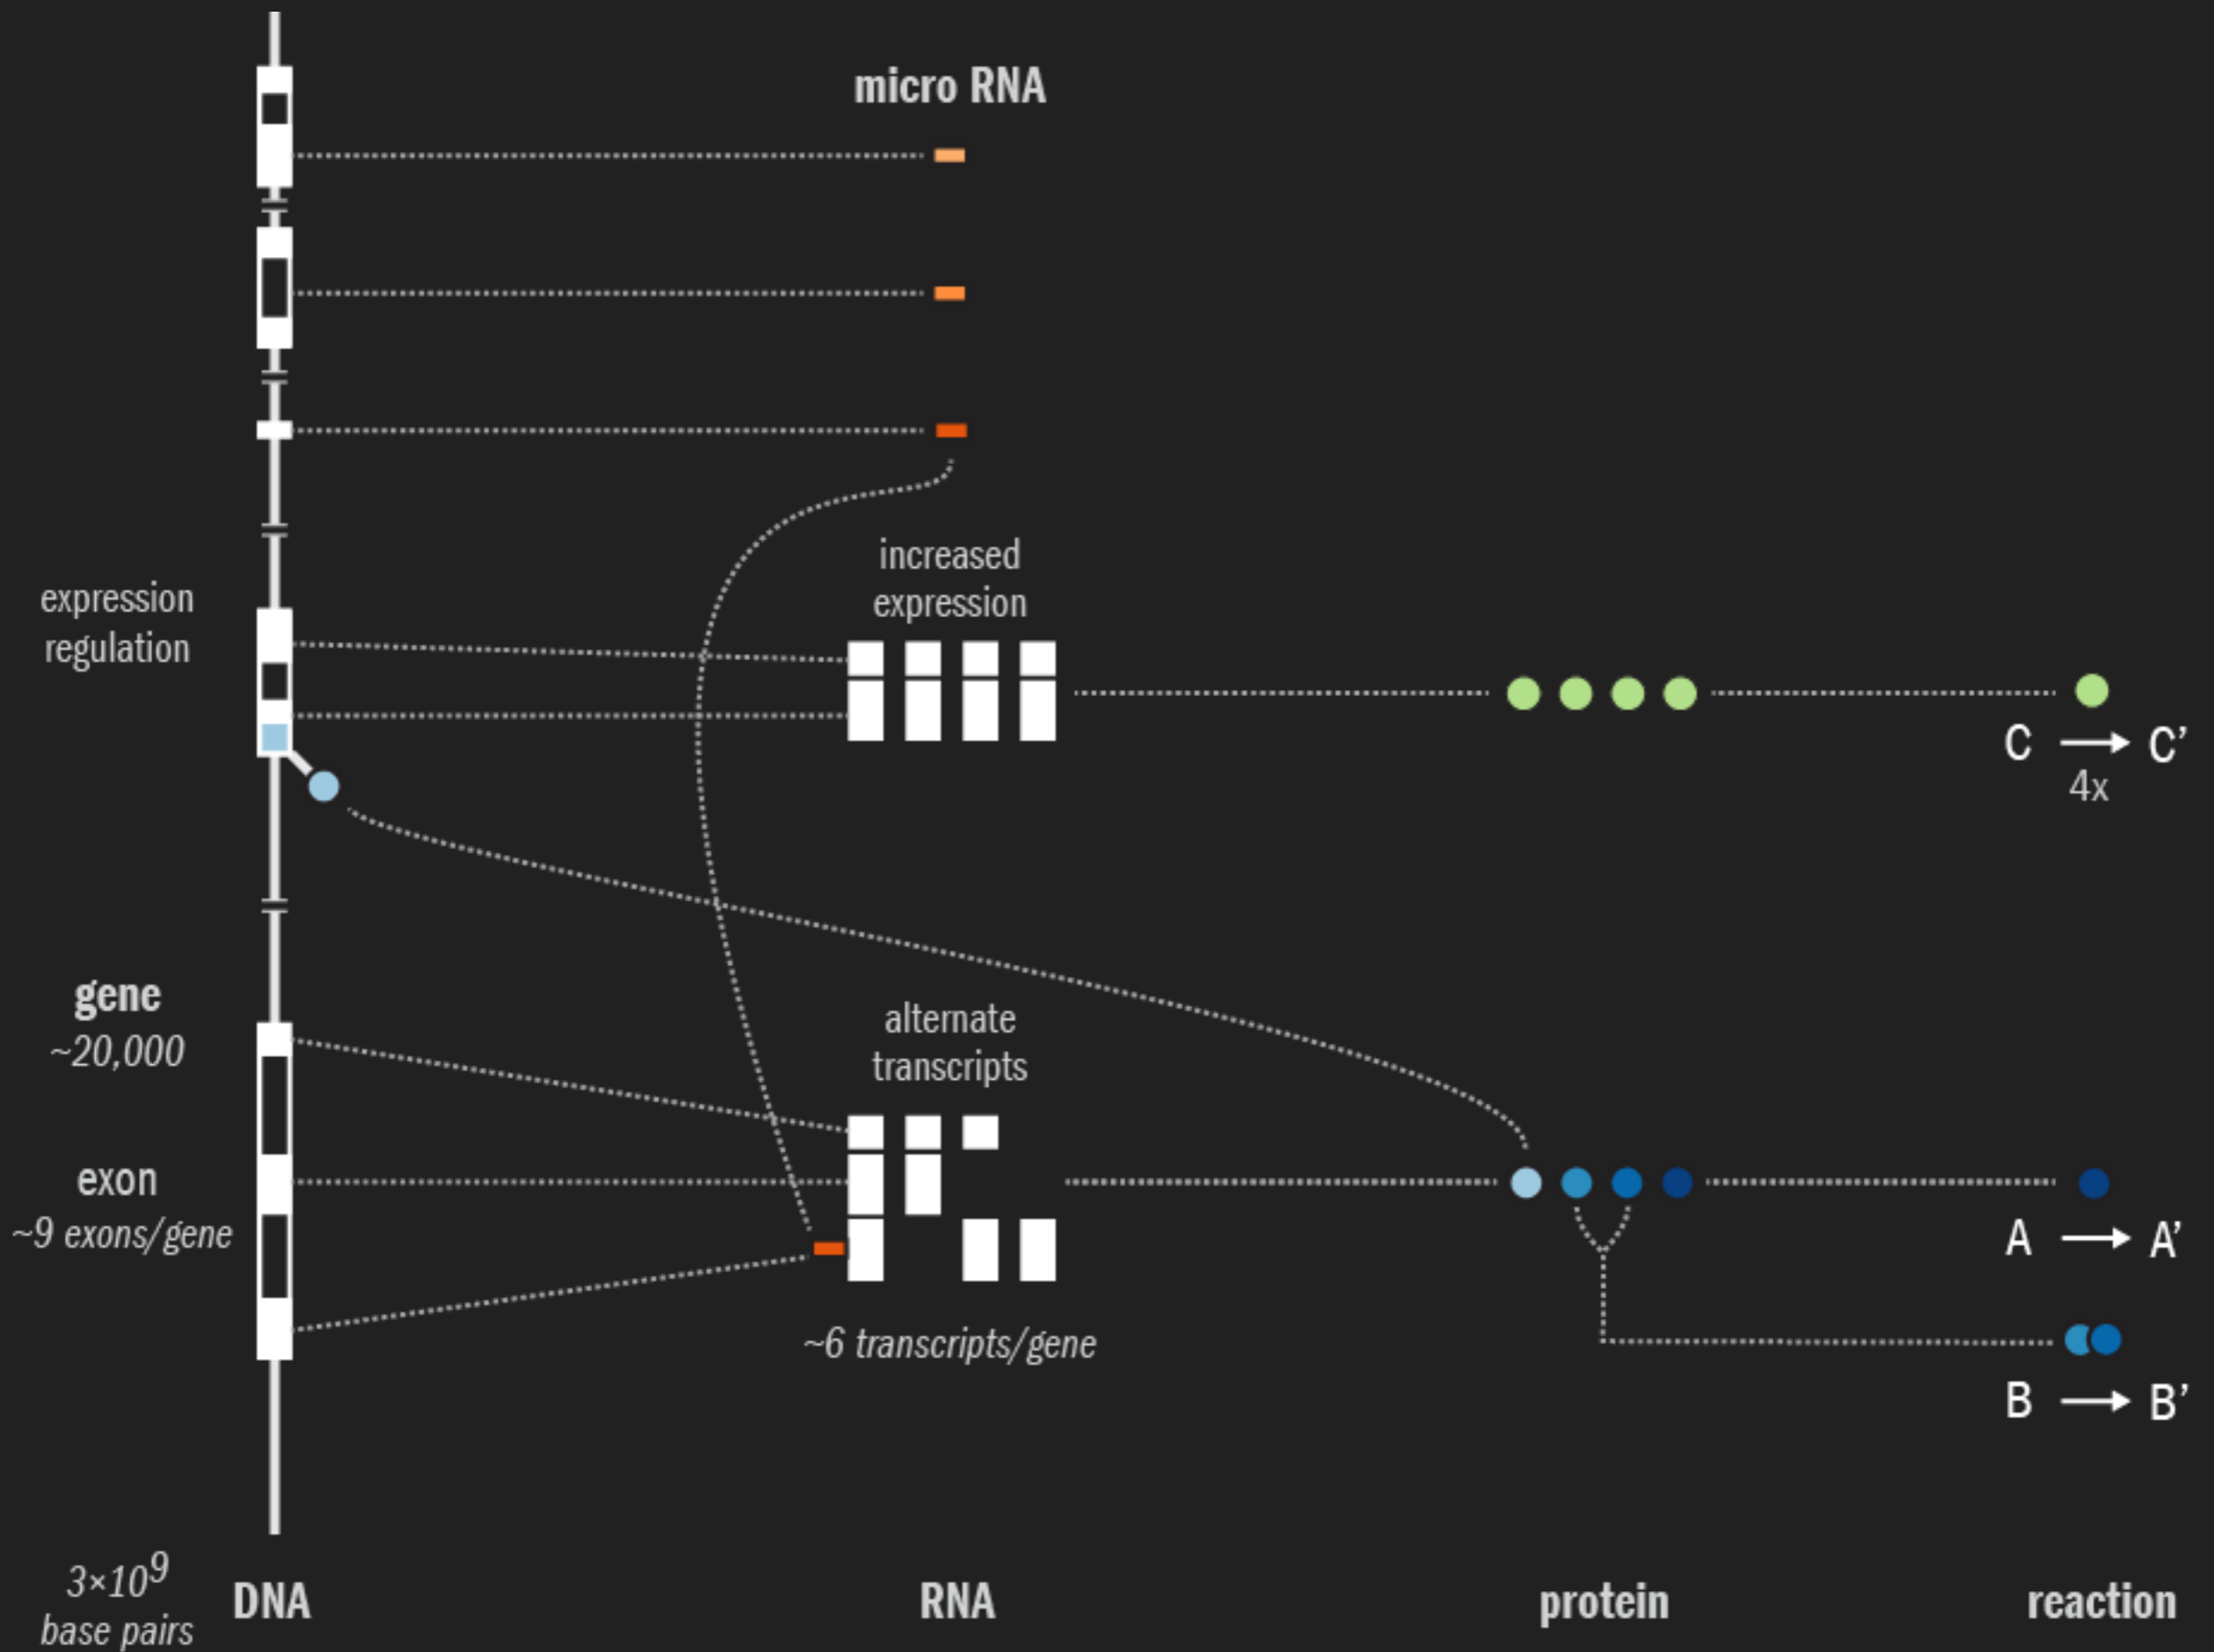 micro RNA
increased
expression
expression
regulation
C → C’
4x
gene
~20,000
alternate
transcripts
exon
~9 exons/gene
A → A’
~6 transcripts/gene
B → B’
3×10⁹
base pairs
DNA
RNA
protein
reaction